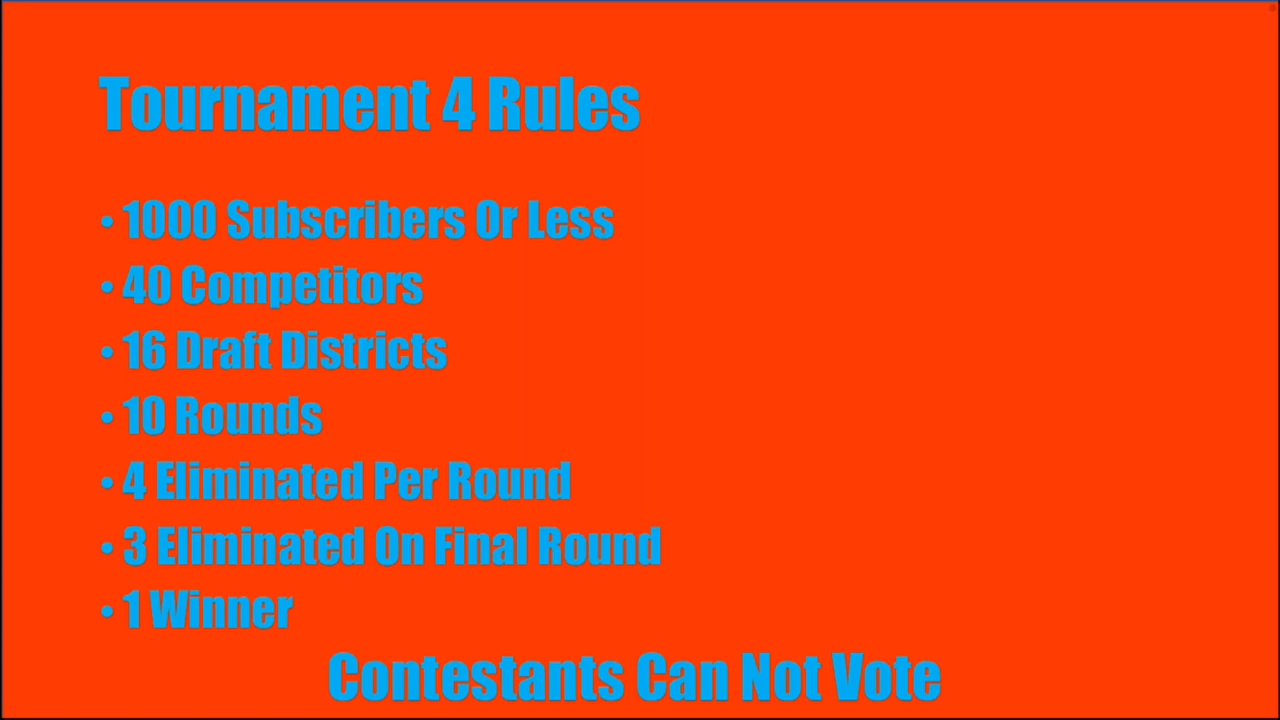 Tournament 4 Rules
• 1000 Subscribers Or Less
• 40 Competitors
• 16 Draft Districts
• 10 Rounds
• 4 Eliminated Per Round
• 3 Eliminated On Final Round
• 1 Winner
Contestants Can Not Vote